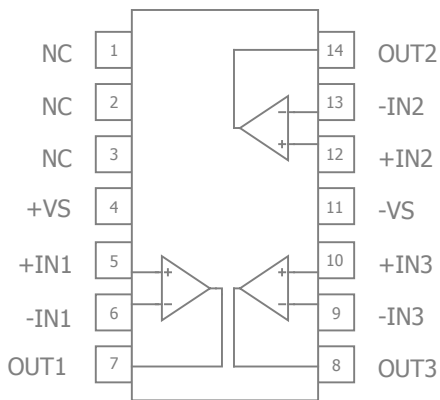 NC 1 14 OUT2
NC 2 13 -IN2
NC 3 12 +IN2
+VS 4 11 -VS
+IN1 5 10 +IN3
-IN1 6 9 -IN3
OUT1 7 8 OUT3